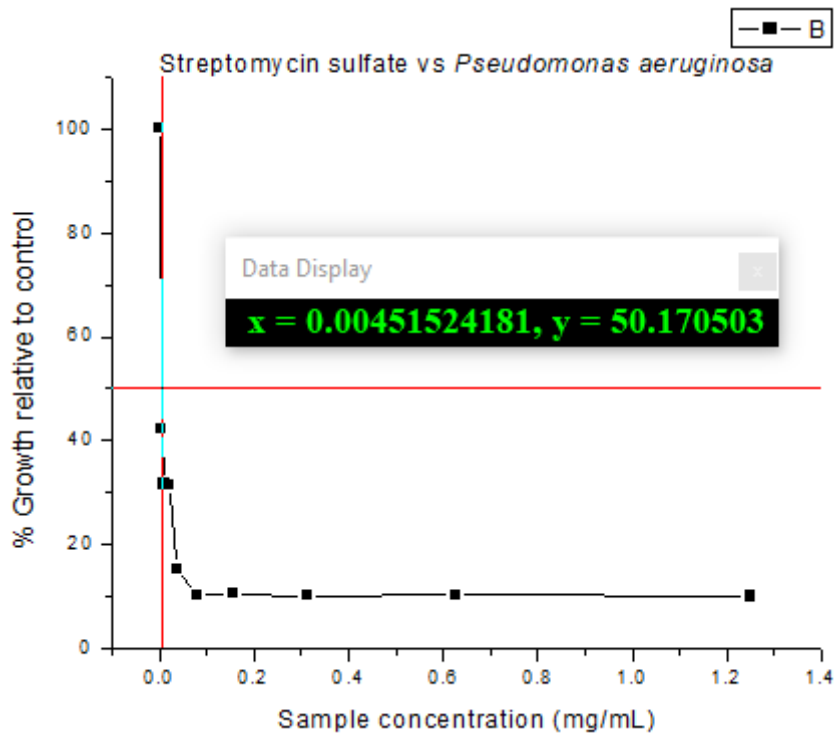 B
Streptomycin sulfate vs Pseudomonas aeruginosa
% Growth relative to control
100
80
60
40
20
0
Data Display
x
x = 0.00451524181, y = 50.170503
0.0 0.2 0.4 0.6 0.8 1.0 1.2 1.4
Sample concentration (mg/mL)